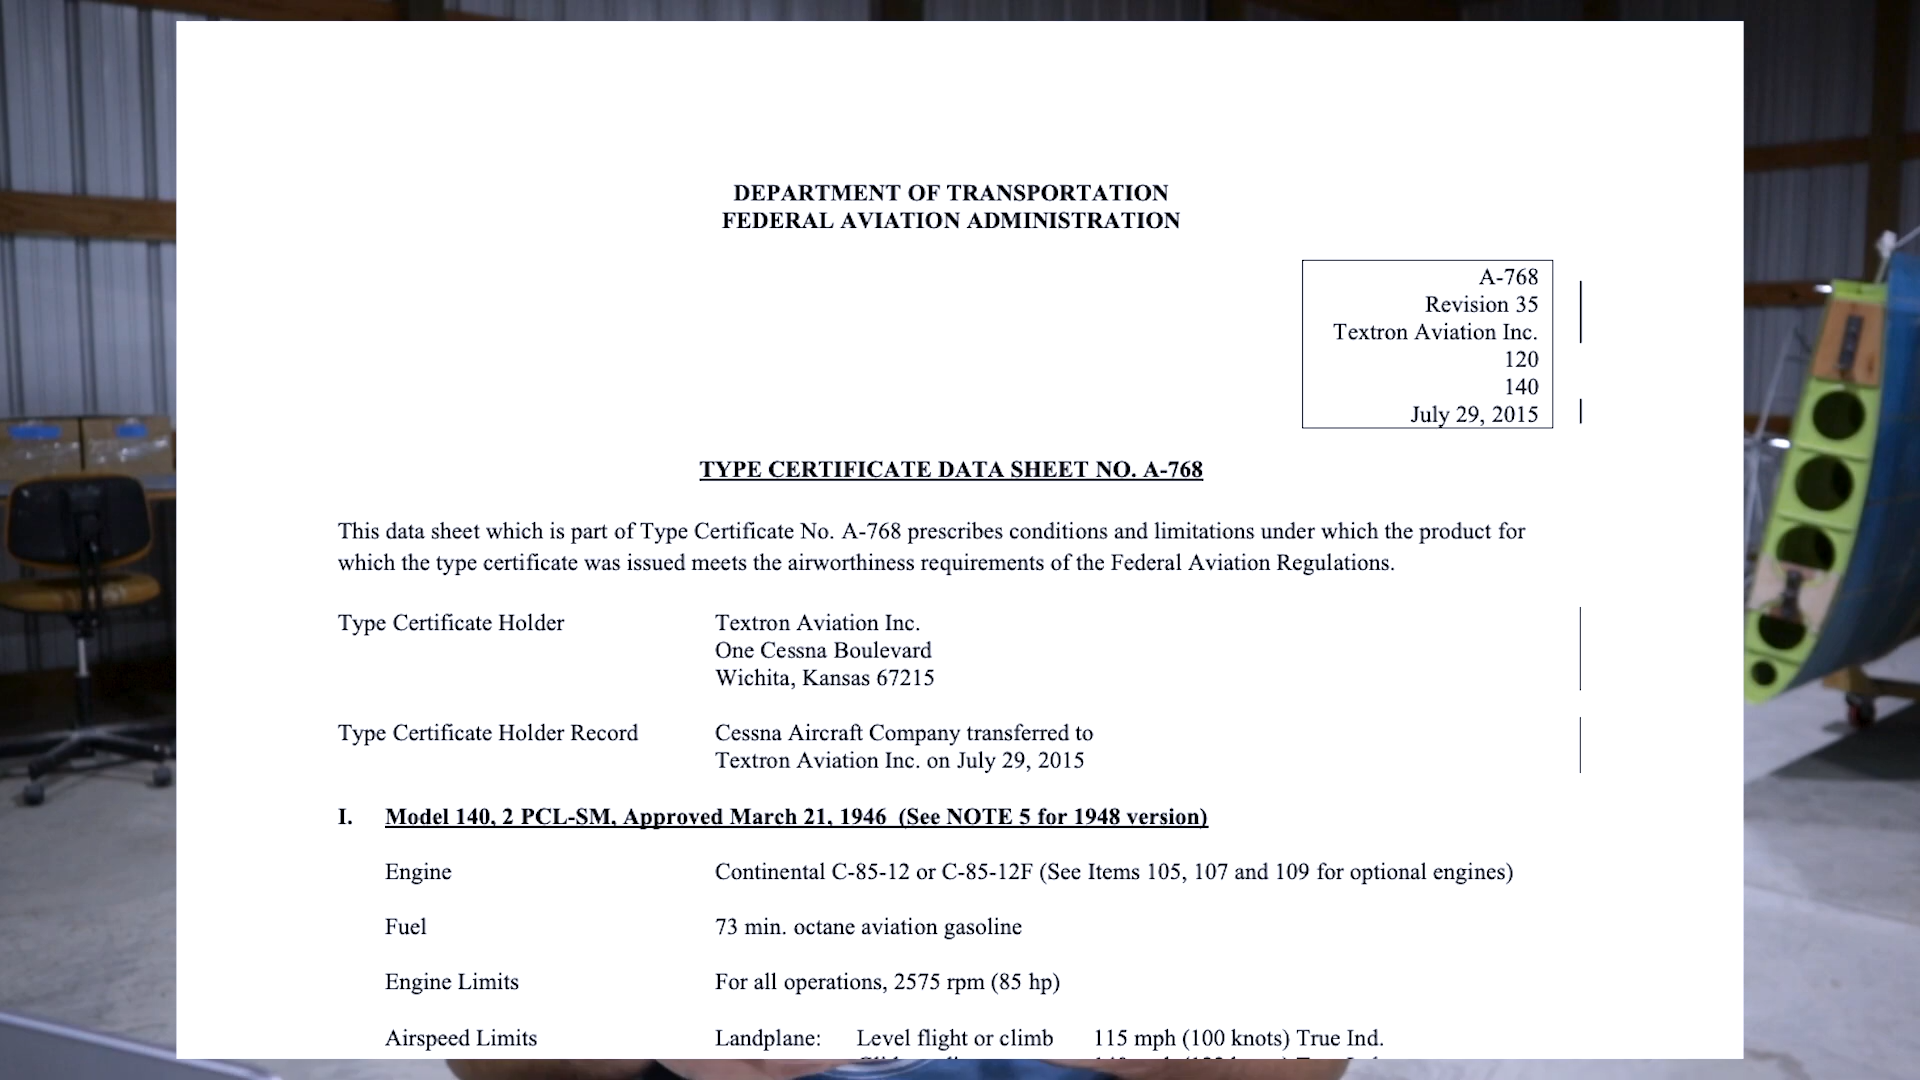 DEPARTMENT OF TRANSPORTATION
FEDERAL AVIATION ADMINISTRATION
A-768
Revision 35
Textron Aviation Inc.
120
140
July 29, 2015
TYPE CERTIFICATE DATA SHEET NO. A-768
This data sheet which is part of Type Certificate No. A-768 prescribes conditions and limitations under which the product for
which the type certificate was issued meets the airworthiness requirements of the Federal Aviation Regulations.
Type Certificate Holder Textron Aviation Inc.
One Cessna Boulevard
Wichita, Kansas 67215
Type Certificate Holder Record Cessna Aircraft Company transferred to
Textron Aviation Inc. on July 29, 2015
I. Model 140, 2 PCL-SM, Approved March 21, 1946 (See NOTE 5 for 1948 version)
Engine Continental C-85-12 or C-85-12F (See Items 105, 107 and 109 for optional engines)
Fuel 73 min. octane aviation gasoline
Engine Limits For all operations, 2575 rpm (85 hp)
Airspeed Limits Landplane: Level flight or climb 115 mph (100 knots) True Ind.